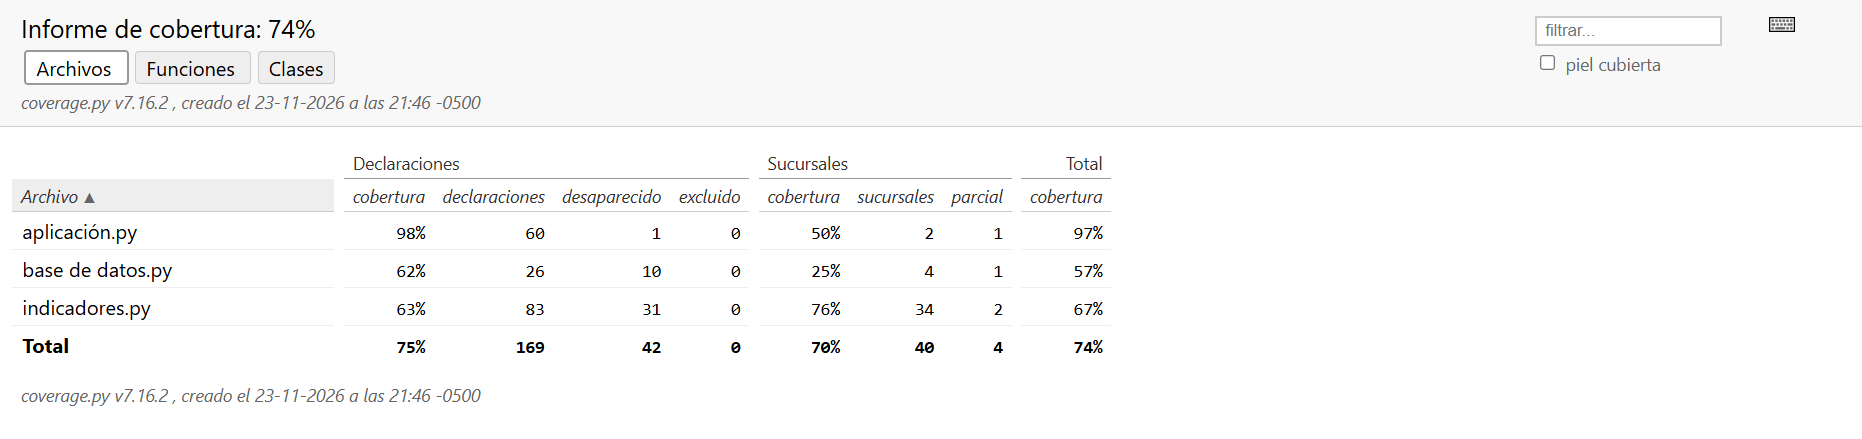 Informe de cobertura: 74%
filtrar...
Archivos Funciones Clases
piel cubierta
coverage.py v7.16.2 , creado el 23-11-2026 a las 21:46 -0500
Declaraciones Sucursales Total
Archivo ▲ cobertura declaraciones desaparecido excluido cobertura sucursales parcial cobertura
aplicación.py 98% 60 1 0 50% 2 1 97%
base de datos.py 62% 26 10 0 25% 4 1 57%
indicadores.py 63% 83 31 0 76% 34 2 67%
Total 75% 169 42 0 70% 40 4 74%
coverage.py v7.16.2 , creado el 23-11-2026 a las 21:46 -0500